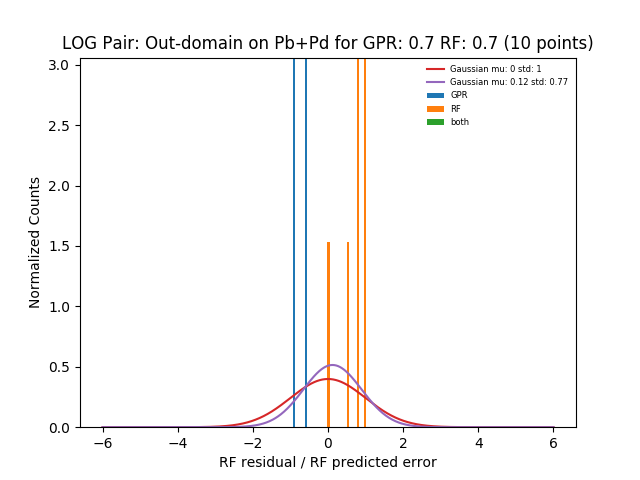 LOG Pair: Out-domain on Pb+Pd for GPR: 0.7 RF: 0.7 (10 points)
Gaussian mu: 0 std: 1
Gaussian mu: 0.12 std: 0.77
GPR
RF
both
Normalized Counts
3.0
2.5
2.0
1.5
1.0
0.5
0.0
−6 −4 −2 0 2 4 6
RF residual / RF predicted error